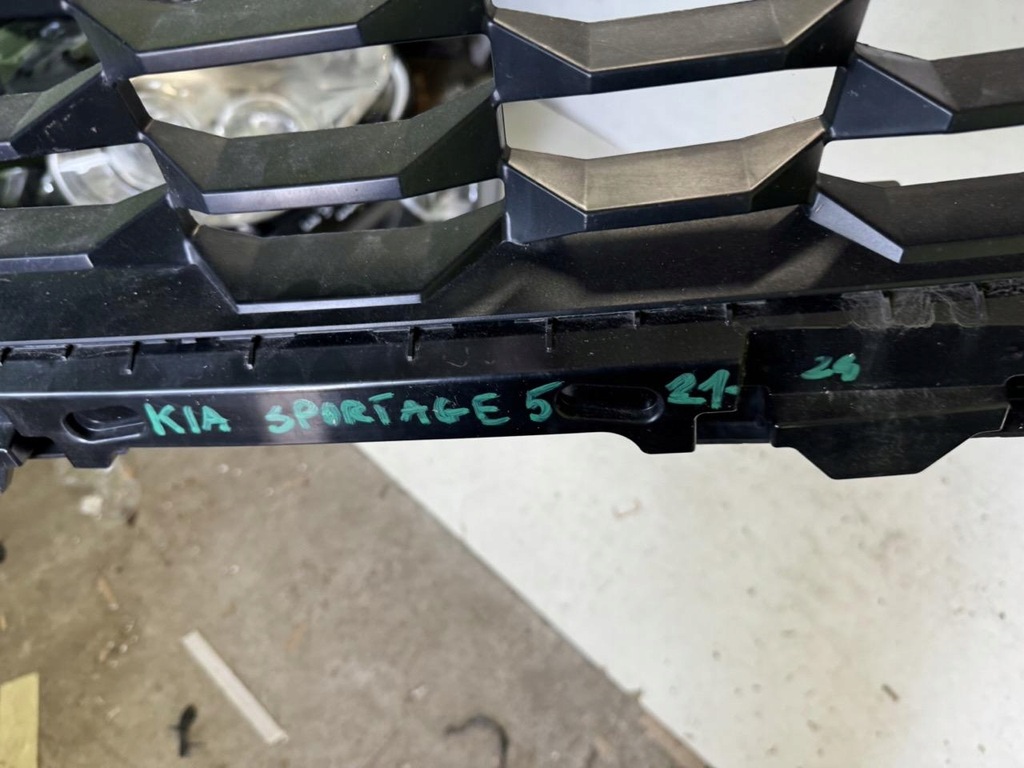 KIA SPORTAGE 5 21- 24